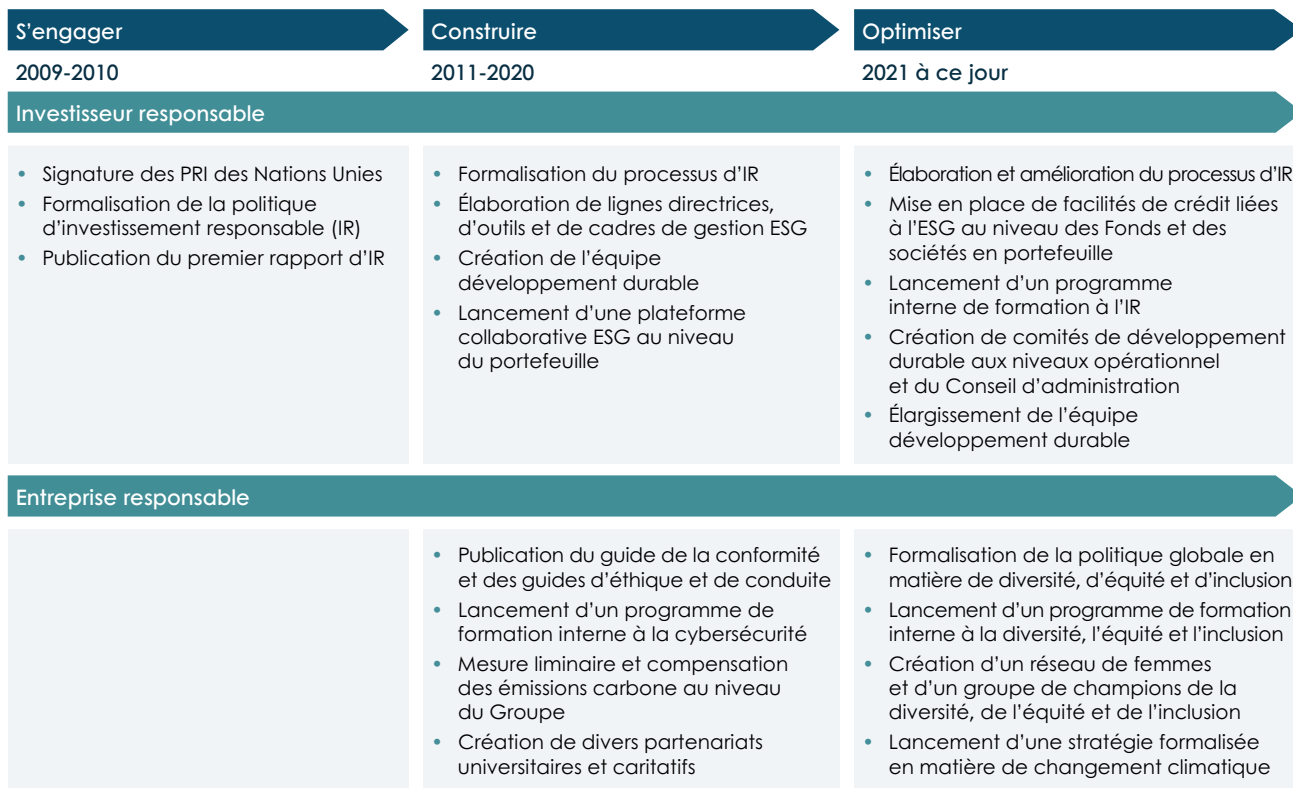 S'engager
Construire
Optimiser
2009-2010
2011-2020
2021 à ce jour
Investisseur responsable
• Signature des PRI des Nations Unies
• Formalisation de la politique
d'investissement responsable (IR)
• Publication du premier rapport d'IR
• Formalisation du processus d'IR
• Élaboration de lignes directrices,
d'outils et de cadres de gestion ESG
• Création de l'équipe
développement durable
• Lancement d'une plateforme
collaborative ESG au niveau
du portefeuille
• Élaboration et amélioration du processus d'IR
• Mise en place de facilités de crédit liées
à l'ESG au niveau des Fonds et des
sociétés en portefeuille
• Lancement d'un programme
interne de formation à l'IR
• Création de comités de développement
durable aux niveaux opérationnel
et du Conseil d'administration
• Élargissement de l'équipe
développement durable
Entreprise responsable
• Publication du guide de la conformité
et des guides d'éthique et de conduite
• Lancement d'un programme de
formation interne à la cybersécurité
• Mesure liminaire et compensation
des émissions carbone au niveau
du Groupe
• Création de divers partenariats
universitaires et caritatifs
• Formalisation de la politique globale en
matière de diversité, d'équité et d'inclusion
• Lancement d'un programme de formation
interne à la diversité, l'équité et l'inclusion
• Création d'un réseau de femmes
et d'un groupe de champions de la
diversité, de l'équité et de l'inclusion
• Lancement d'une stratégie formalisée
en matière de changement climatique